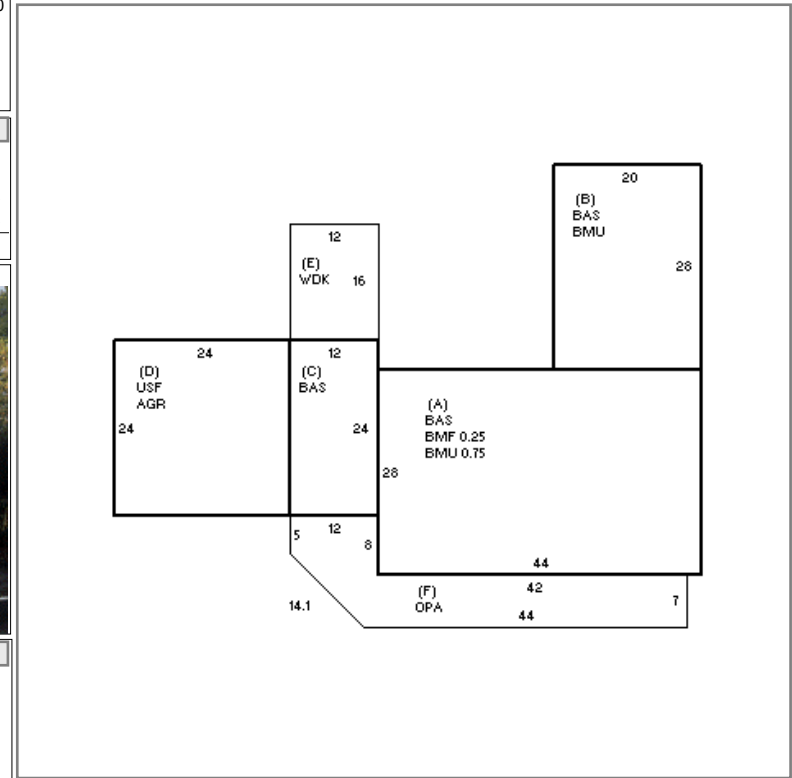 20
(B)
BAS
BMU
28
12
(E)
WDK 16
24
(D)
USF
AGR
24
12
(C)
BAS
24
(A)
BAS
BMF 0.25
BMU 0.75
28
44
5
12
8
42
(F)
OPA
7
14.1
44